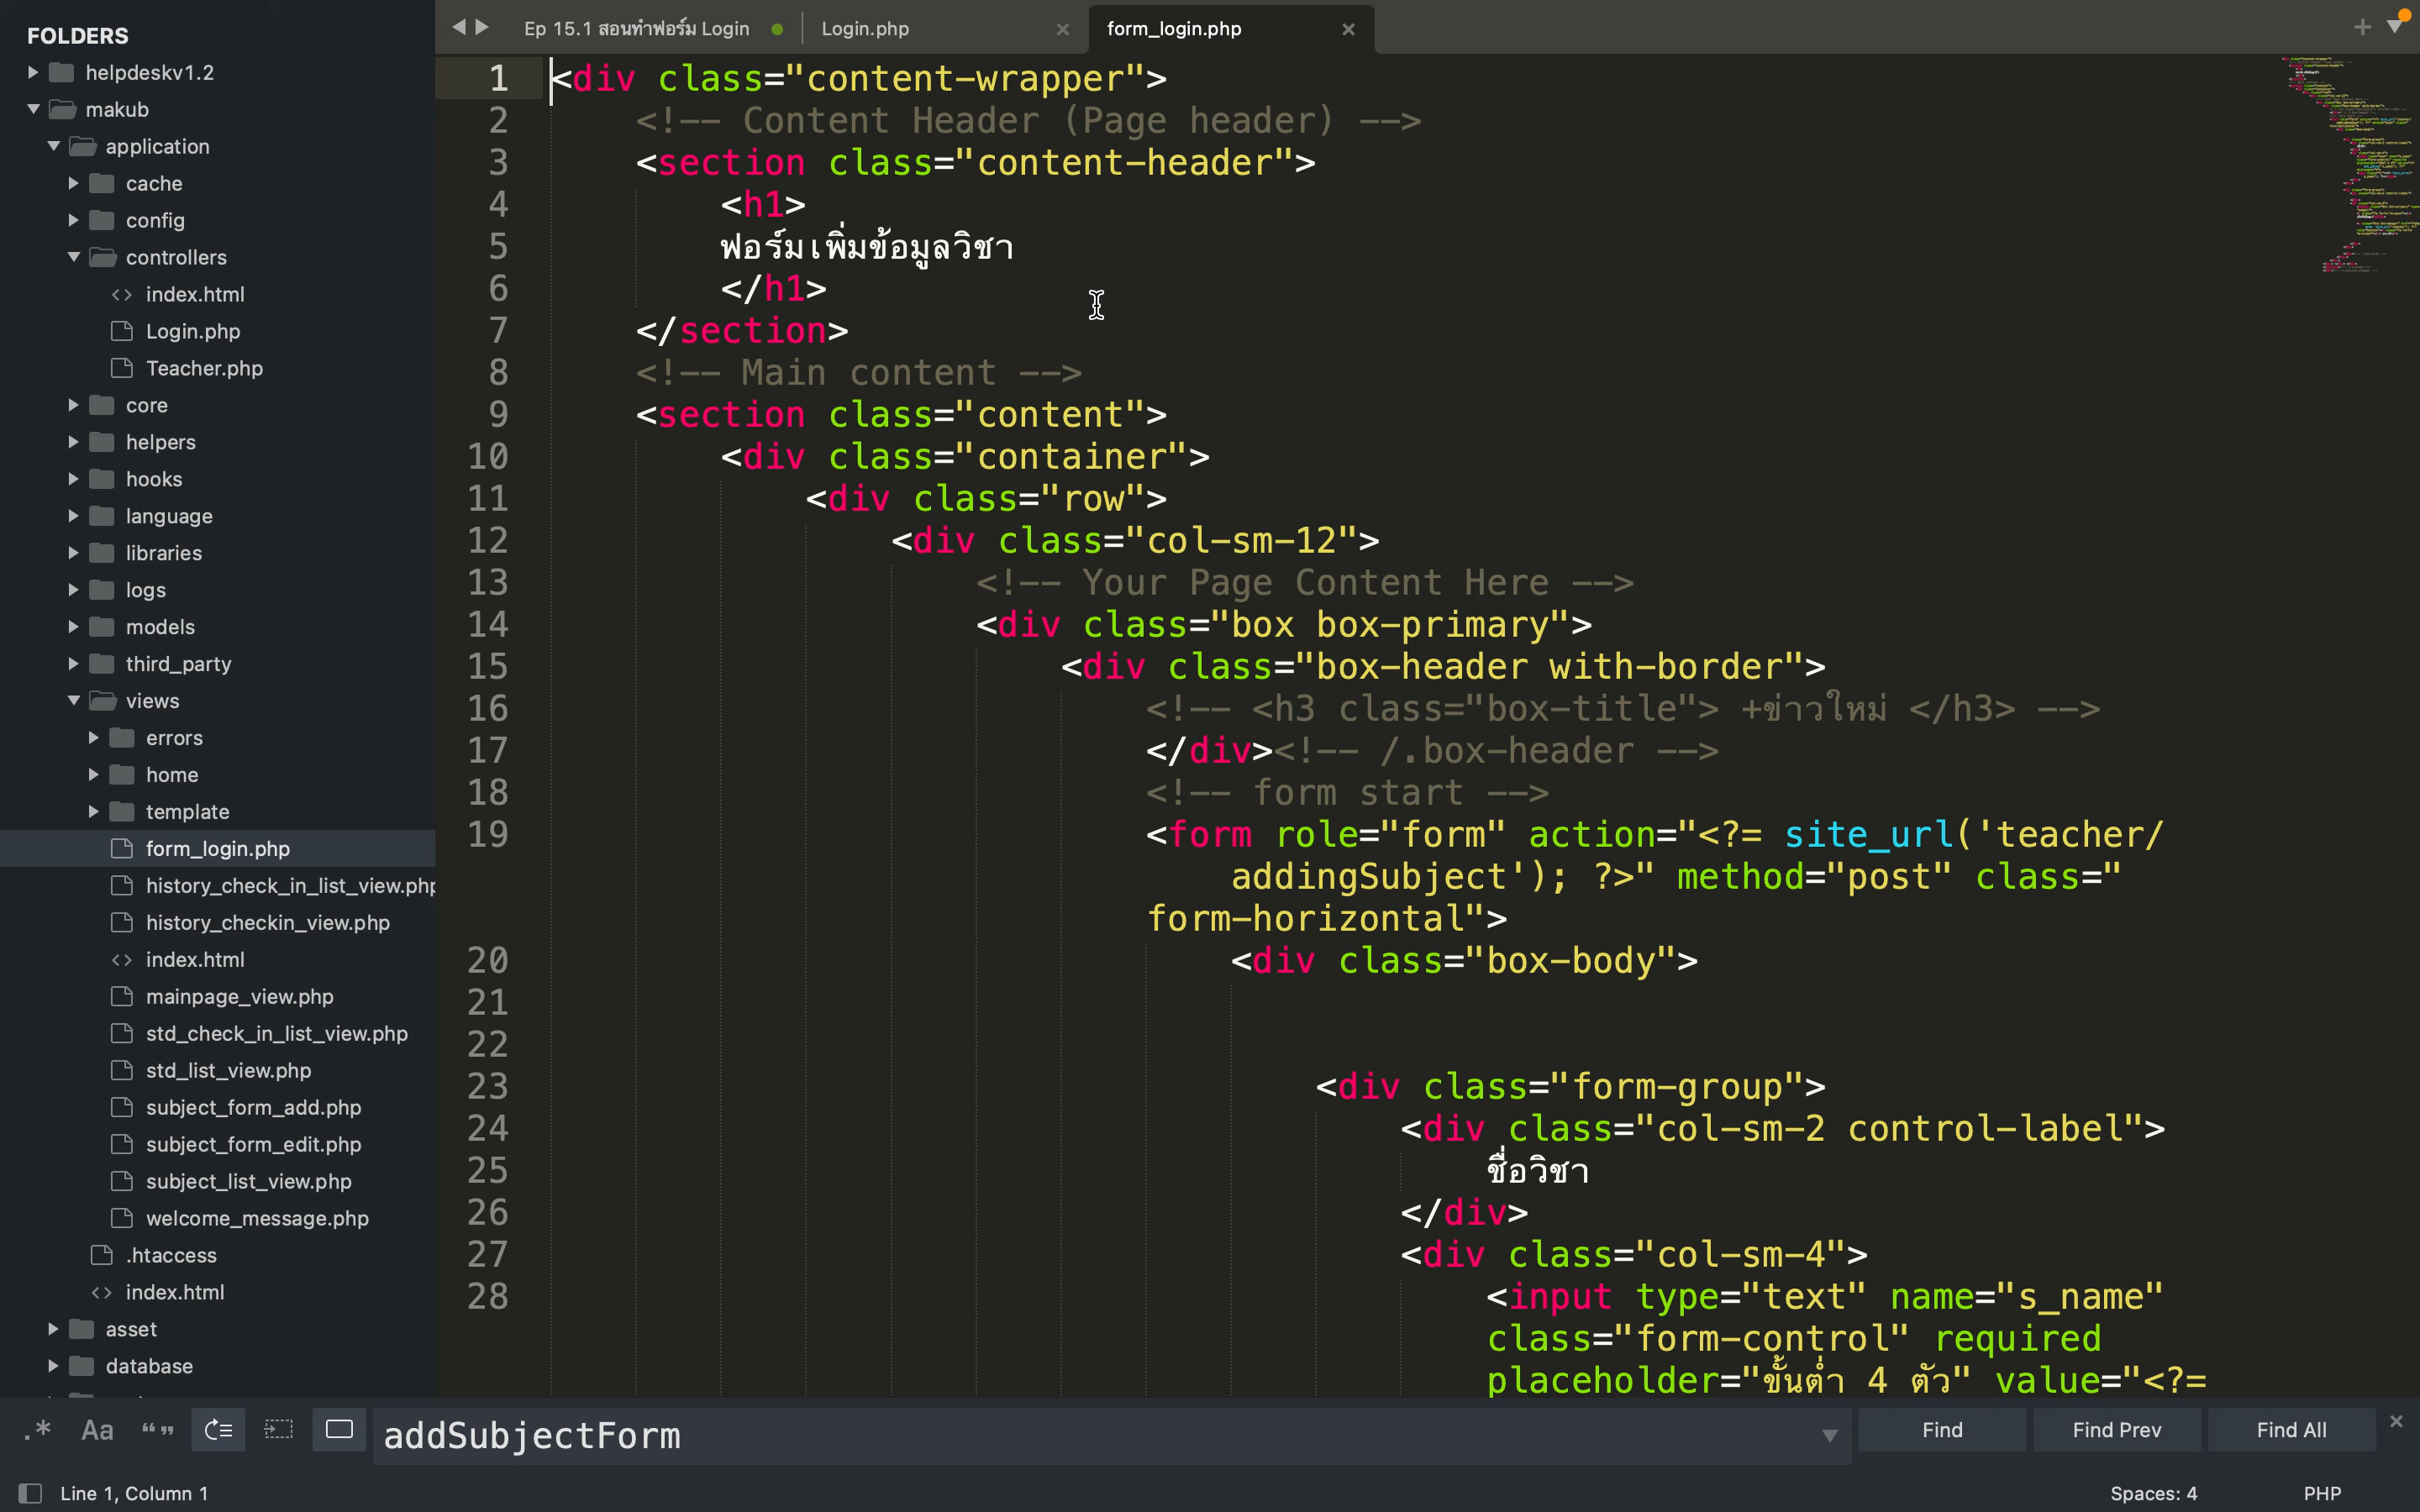 FOLDERS
helpdeskv1.2
makub
application
cache
config
controllers
<> index.html
Login.php
Teacher.php
core
helpers
hooks
language
libraries
logs
models
third_party
views
errors
home
template
form_login.php
history_check_in_list_view.php
history_checkin_view.php
<> index.html
mainpage_view.php
std_check_in_list_view.php
std_list_view.php
subject_form_add.php
subject_form_edit.php
subject_list_view.php
welcome_message.php
.htaccess
<> index.html
asset
database
Ep 15.1 สอนทำฟอร์ม Login
Login.php
form_login.php
1 <div class="content-wrapper">
2 <!-- Content Header (Page header) -->
3 <section class="content-header">
4 <h1>
5 ฟอร์มเพิ่มข้อมูลวิชา
6 </h1>
7 </section>
8 <!-- Main content -->
9 <section class="content">
10 <div class="container">
11 <div class="row">
12 <div class="col-sm-12">
13 <!-- Your Page Content Here -->
14 <div class="box box-primary">
15 <div class="box-header with-border">
16 <!-- <h3 class="box-title"> +ข่าวใหม่ </h3> -->
17 </div><!-- /.box-header -->
18 <!-- form start -->
19 <form role="form" action="<?= site_url('teacher/
addingSubject'); ?>" method="post" class="
form-horizontal">
20 <div class="box-body">
21
22
23 <div class="form-group">
24 <div class="col-sm-2 control-label">
25 ชื่อวิชา
26 </div>
27 <div class="col-sm-4">
28 <input type="text" name="s_name"
class="form-control" required
placeholder="ขั้นต่ำ 4 ตัว" value="<?=
.* Aa “ ” addSubjectForm Find Find Prev Find All
Line 1, Column 1 Spaces: 4 PHP